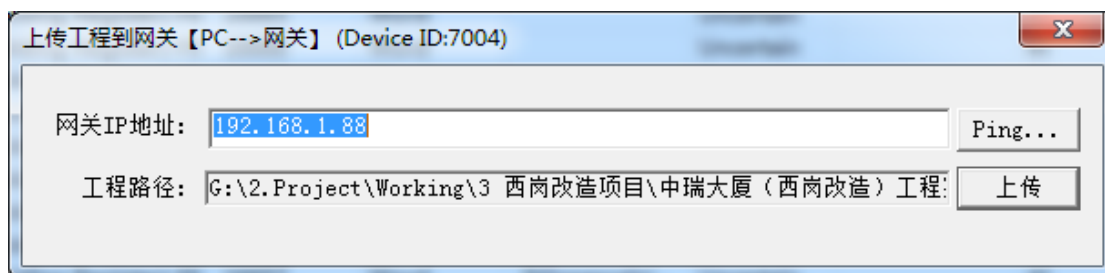 上传工程到网关【PC-->网关】 (Device ID:7004)
网关IP地址: 192.168.1.88 Ping...
工程路径: G:\2.Project\Working\3 西岗改造项目\中瑞大厦（西岗改造）工程 上传